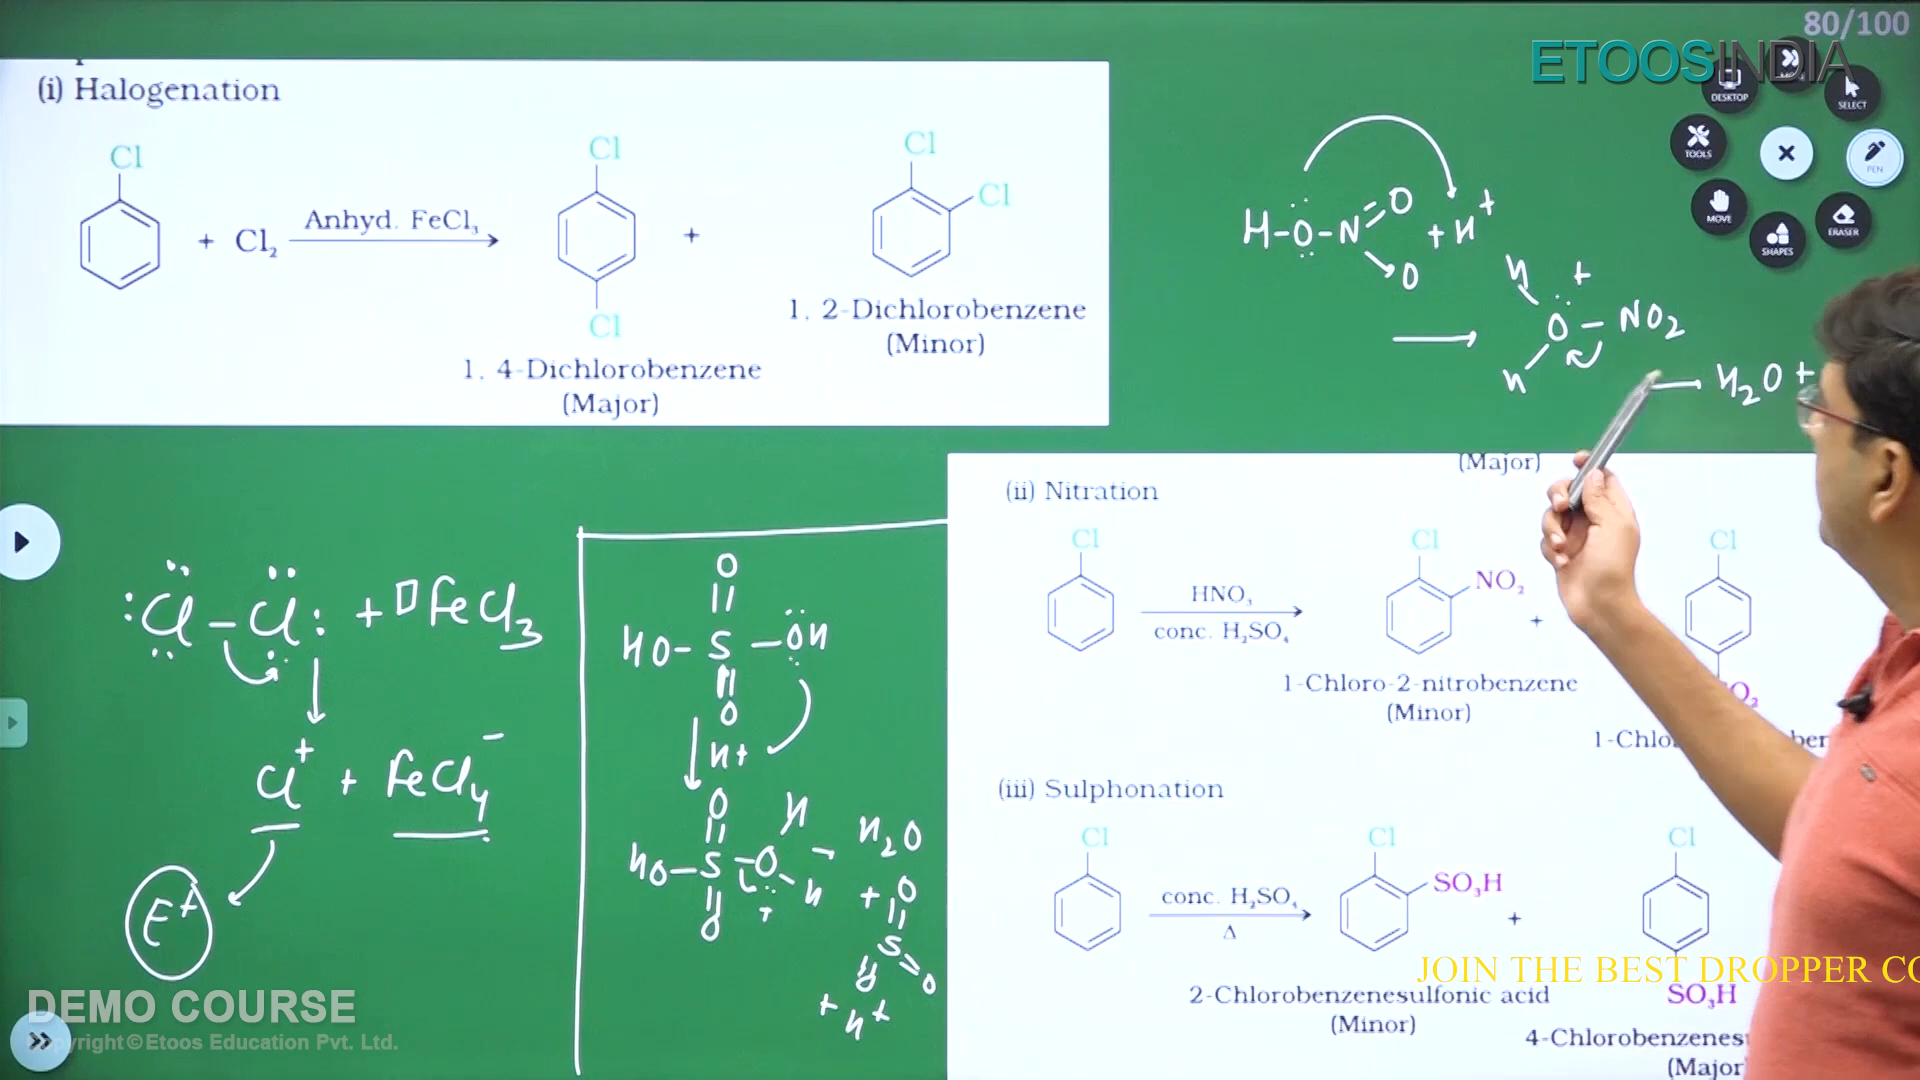 80/100
ETOOSINDIA
DESKTOP
SELECT
TOOLS
PEN
MOVE
ERASER
SHAPES
(i) Halogenation
Cl
+ Cl₂
Anhyd. FeCl₃
Cl
Cl
+
Cl
Cl
1, 4-Dichlorobenzene
(Major)
1, 2-Dichlorobenzene
(Minor)
H-O-N=O + H⁺
O
H
+
O - NO₂
H
H₂O +
:Cl - Cl: + FeCl₃
Cl⁺ + FeCl₄⁻
E⁺
O
HO - S - OH
O
H+
O
H
HO - S - O
H
O
+
H₂O
+ O
S = O
+ H⁺
(Major)
(ii) Nitration
Cl
HNO₃
conc. H₂SO₄
Cl
NO₂
+
Cl
1-Chloro-2-nitrobenzene
(Minor)
(iii) Sulphonation
Cl
conc. H₂SO₄
Δ
Cl
SO₃H
+
Cl
SO₃H
2-Chlorobenzenesulfonic acid
(Minor)
4-Chlorobenzenes
(Major
JOIN THE BEST DROPPER CO
DEMO COURSE
Copyright©Etoos Education Pvt. Ltd.